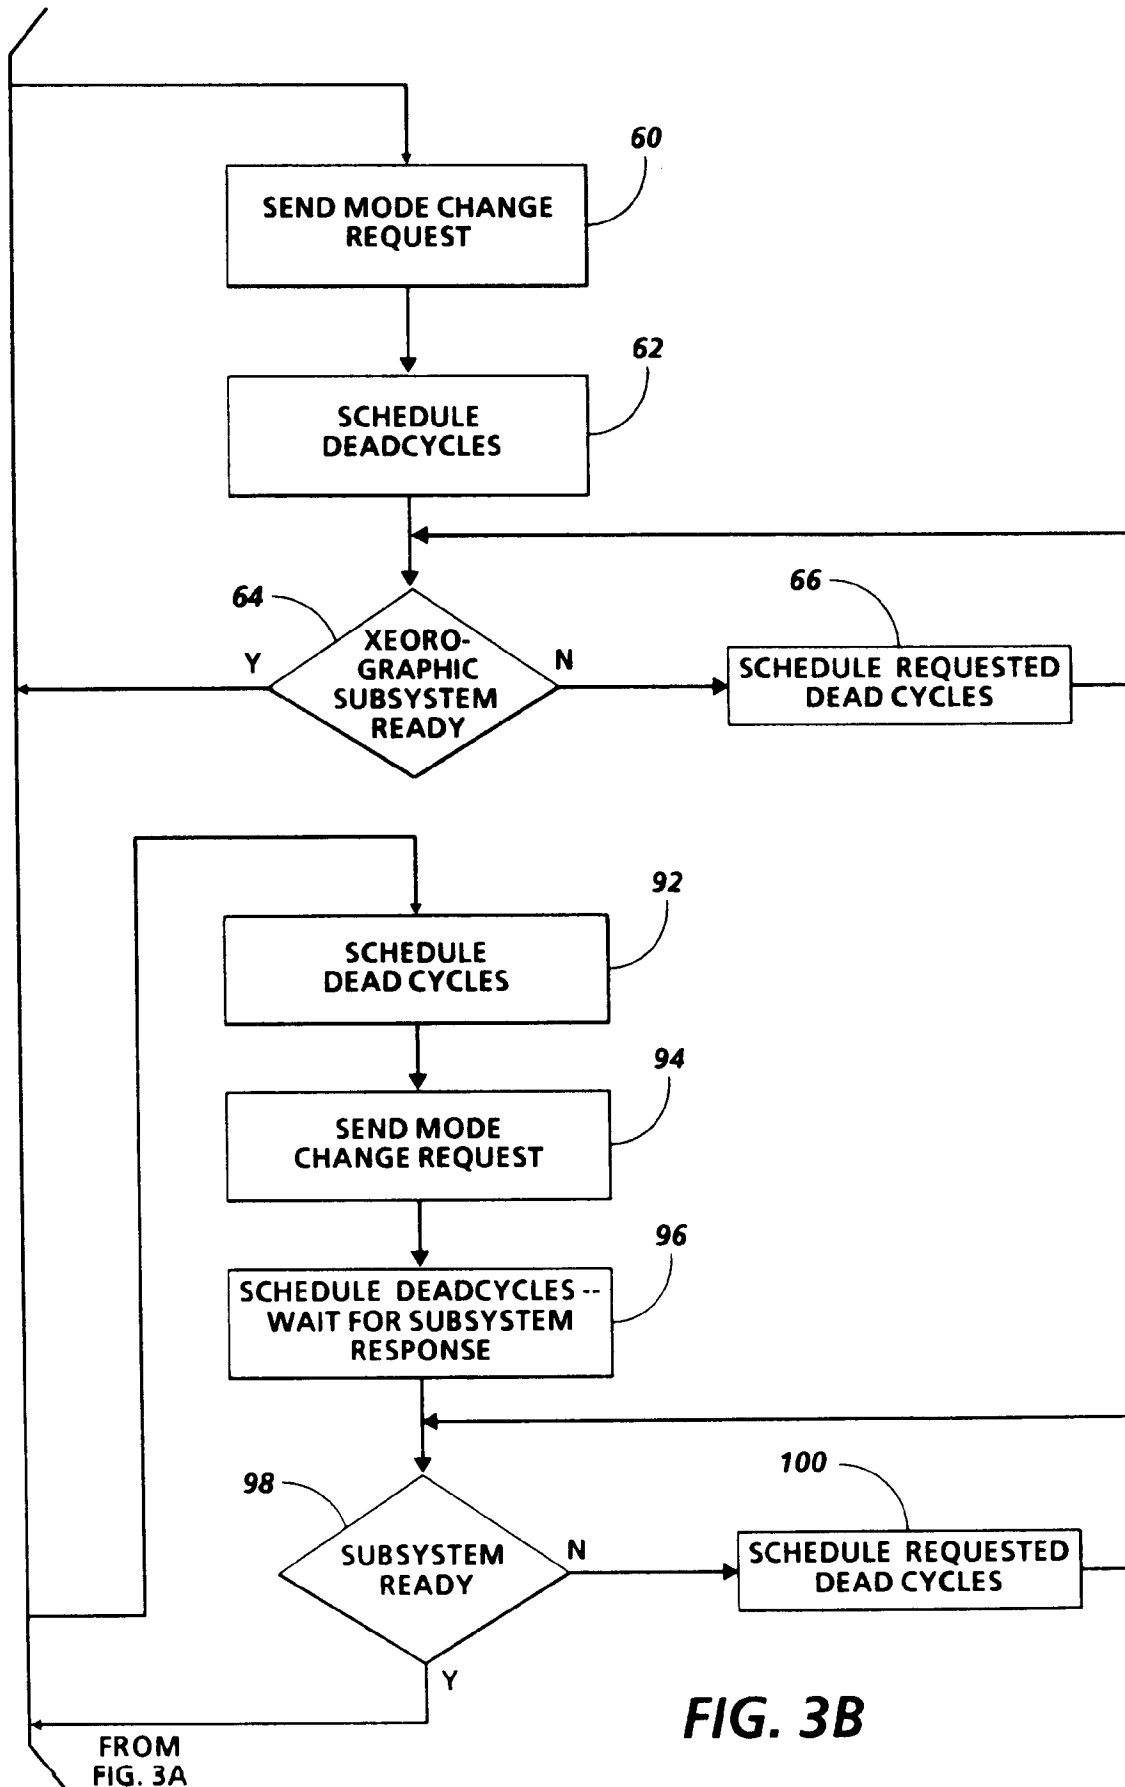 60
SEND MODE CHANGE
REQUEST
62
SCHEDULE
DEADCYCLES
64
XEORO-
GRAPHIC
SUBSYSTEM
READY
Y
N
66
SCHEDULE REQUESTED
DEAD CYCLES
92
SCHEDULE
DEAD CYCLES
94
SEND MODE
CHANGE REQUEST
96
SCHEDULE DEADCYCLES --
WAIT FOR SUBSYSTEM
RESPONSE
98
SUBSYSTEM
READY
N
Y
100
SCHEDULE REQUESTED
DEAD CYCLES
FIG. 3B
FROM
FIG. 3A